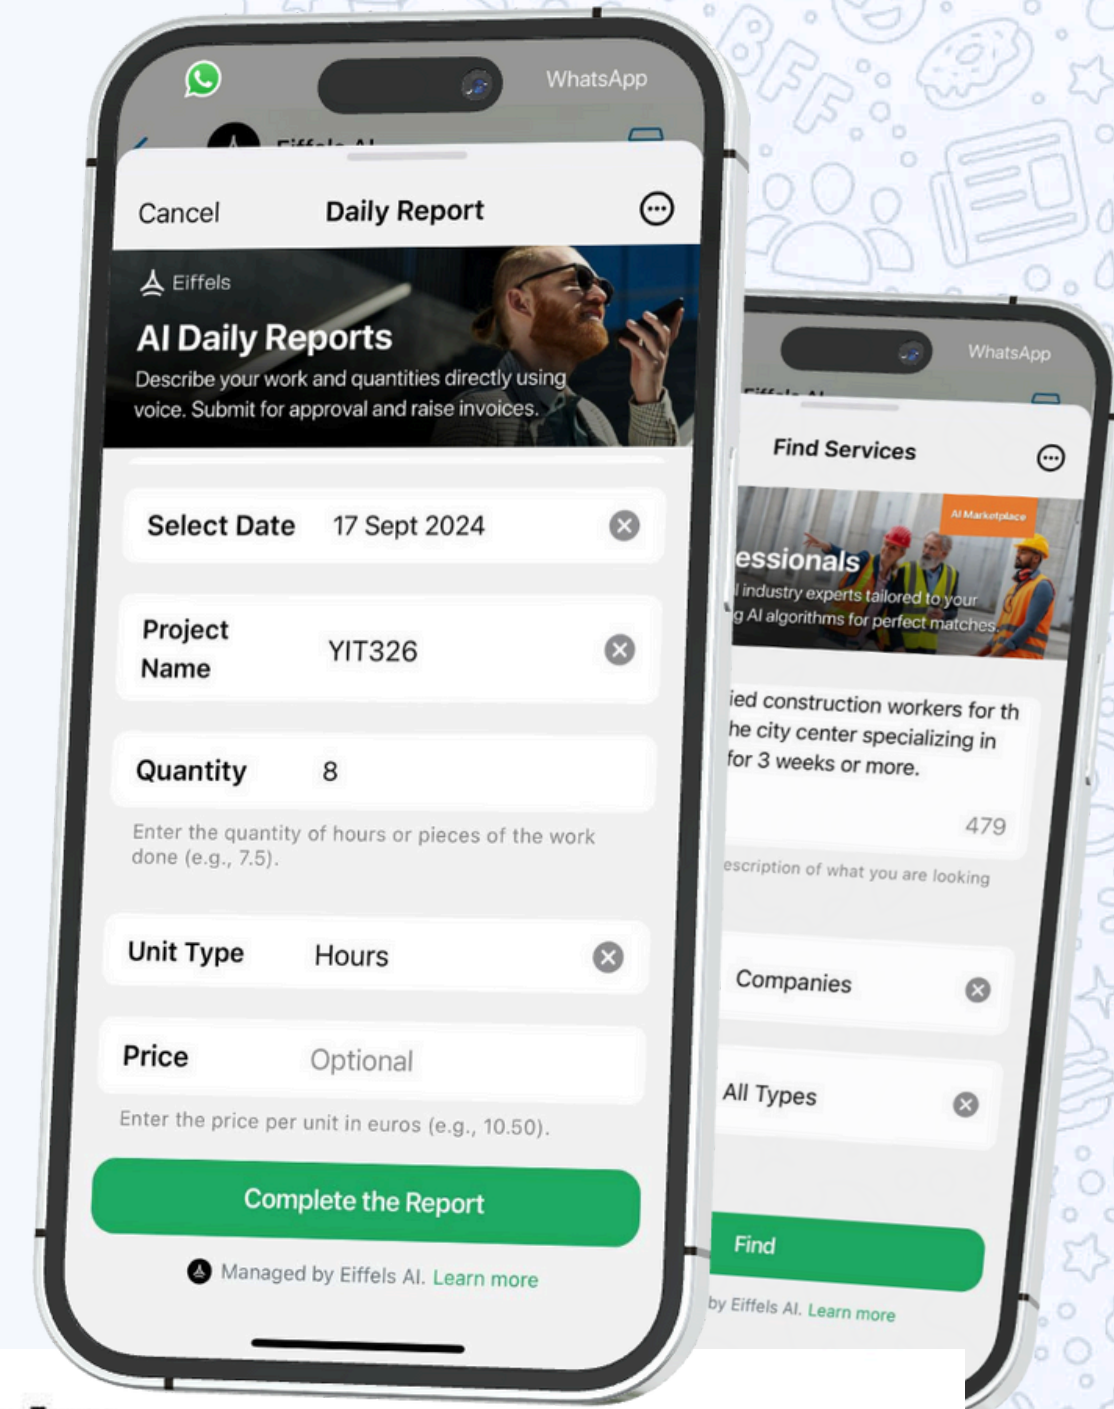 WhatsApp
Cancel
Daily Report
Eiffels
AI Daily Reports
Describe your work and quantities directly using
voice. Submit for approval and raise invoices.
Select Date
17 Sept 2024
Project
Name
YIT326
Quantity
8
Enter the quantity of hours or pieces of the work
done (e.g., 7.5).
Unit Type
Hours
Price
Optional
Enter the price per unit in euros (e.g., 10.50).
Complete the Report
Managed by Eiffels AI. Learn more
BFF
WhatsApp
Find Services
AI Marketplace
essionals
l industry experts tailored to your
g AI algorithms for perfect matches.
ied construction workers for th
he city center specializing in
for 3 weeks or more.
479
escription of what you are looking
Companies
All Types
Find
by Eiffels AI. Learn more